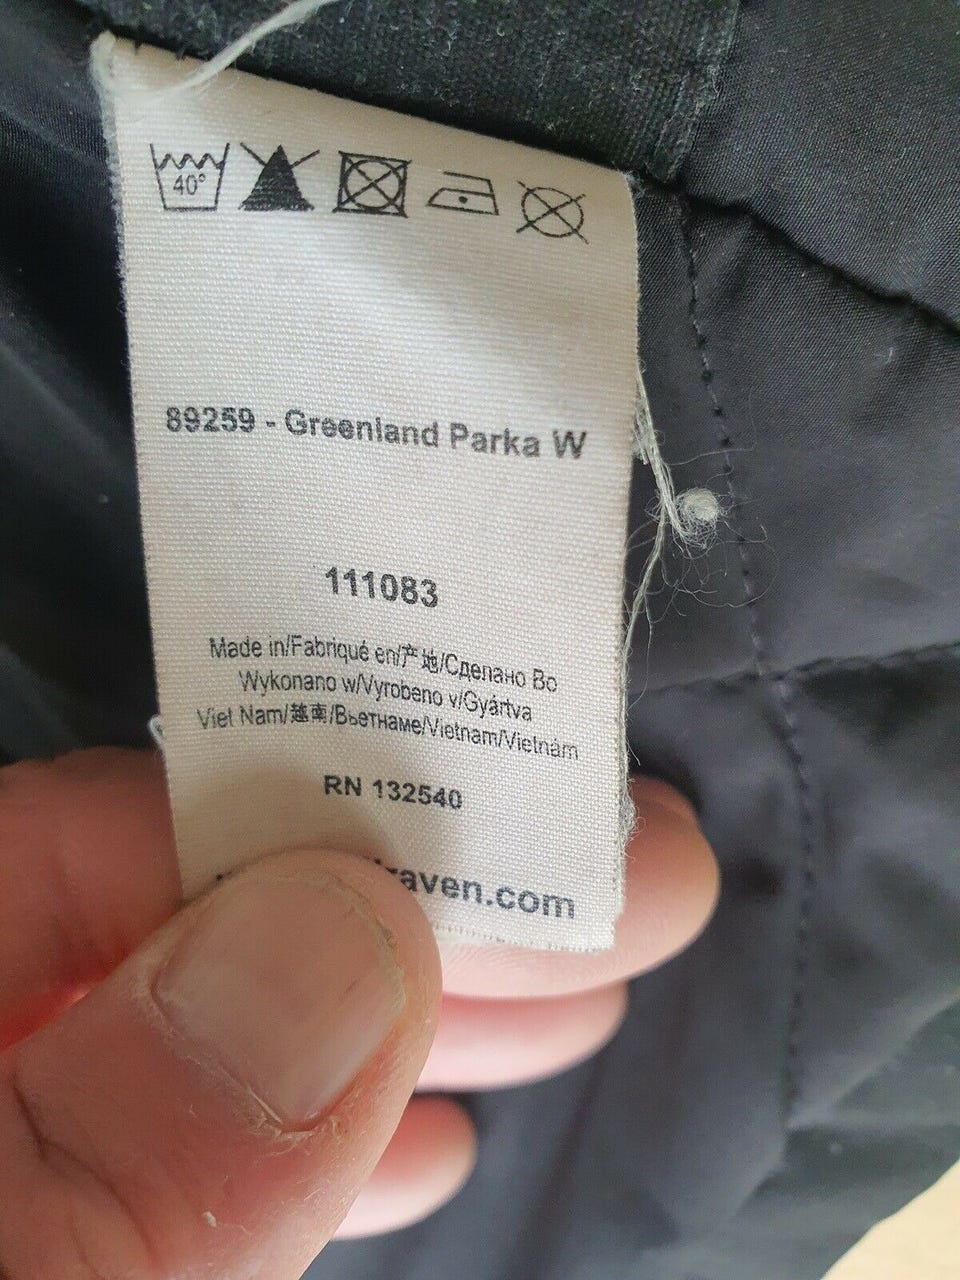 40°
89259 - Greenland Parka W
111083
Made in/Fabriqué en/产地/Сделано Во
Wykonano w/Vyrobeno v/Gyártva
Viet Nam/越南/Вьетнаме/Vietnam/Vietnám
RN 132540
raven.com